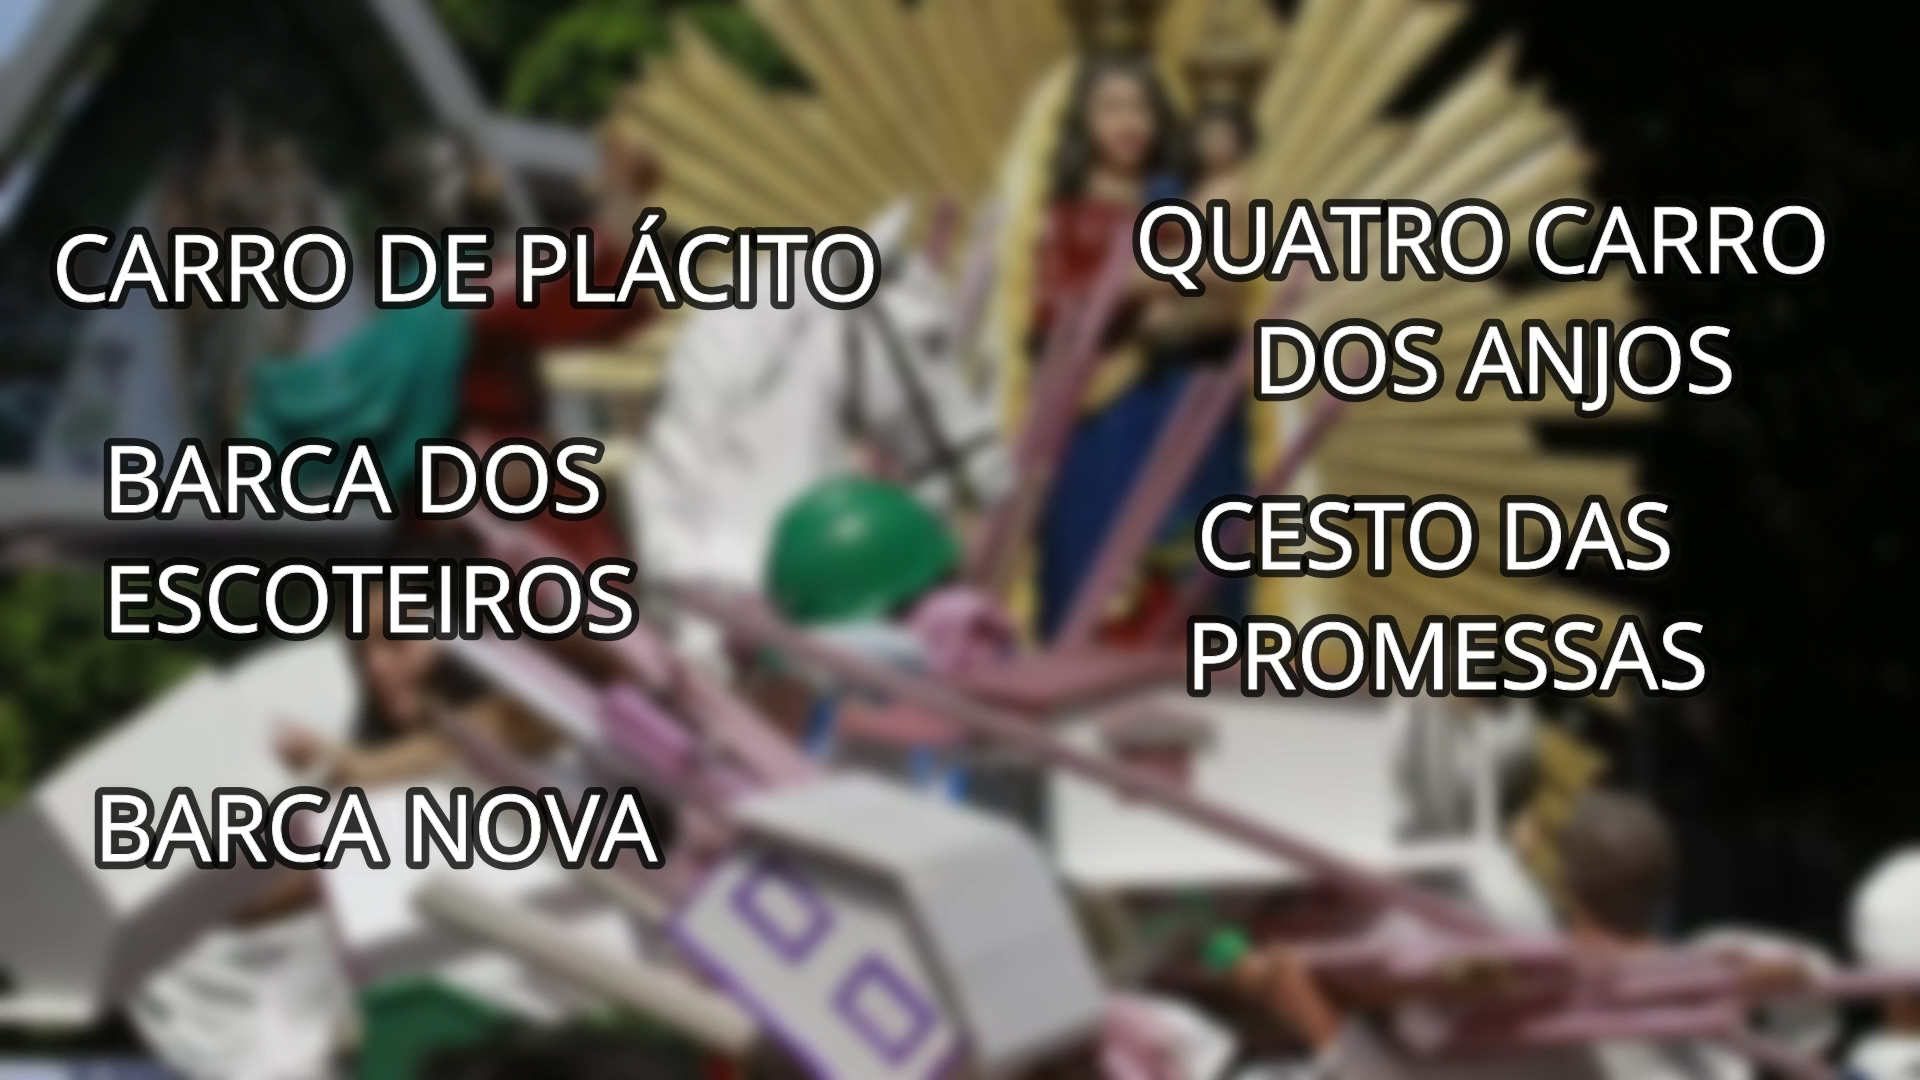 CARRO DE PLÁCITO
BARCA DOS
ESCOTEIROS
BARCA NOVA
QUATRO CARRO
DOS ANJOS
CESTO DAS
PROMESSAS